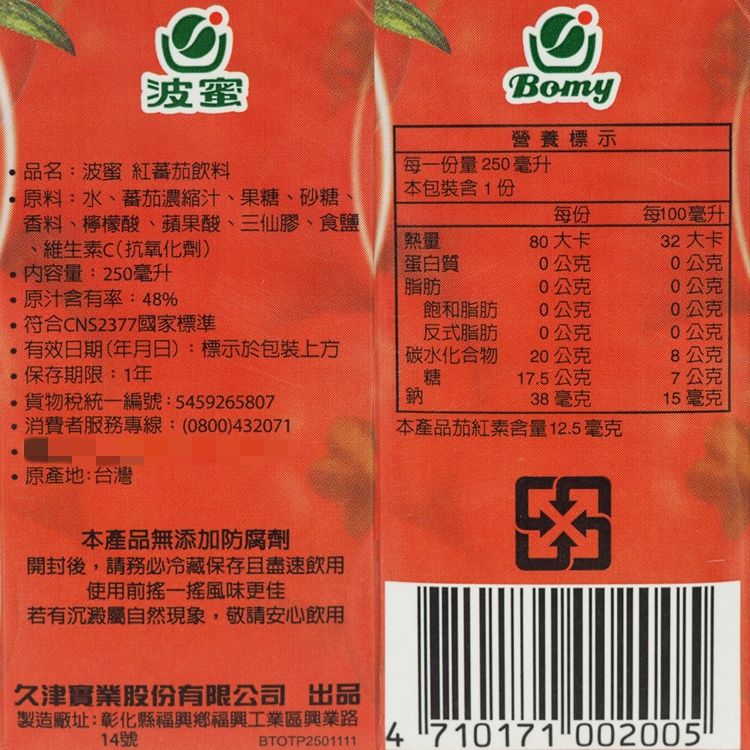 波蜜
• 品名：波蜜 紅蕃茄飲料
• 原料：水、蕃茄濃縮汁、果糖、砂糖、
香料、檸檬酸、蘋果酸、三仙膠、食鹽
、維生素C(抗氧化劑)
• 內容量：250毫升
• 原汁含有率：48%
• 符合CNS2377國家標準
• 有效日期(年月日)：標示於包裝上方
• 保存期限：1年
• 貨物稅統一編號：5459265807
• 消費者服務專線：(0800)432071
• 原產地:台灣
本產品無添加防腐劑
開封後，請務必冷藏保存且盡速飲用
使用前搖一搖風味更佳
若有沉澱屬自然現象，敬請安心飲用
久津實業股份有限公司 出品
製造廠址:彰化縣福興鄉福興工業區興業路
14號 BTOTP2501111
Bomy
營養標示
每一份量 250 毫升
本包裝含 1 份
每份 每100毫升
熱量 80 大卡 32 大卡
蛋白質 0 公克 0 公克
脂肪 0 公克 0 公克
飽和脂肪 0 公克 0 公克
反式脂肪 0 公克 0 公克
碳水化合物 20 公克 8 公克
糖 17.5 公克 7 公克
鈉 38 毫克 15 毫克
本產品茄紅素含量12.5毫克
4 710171 002005